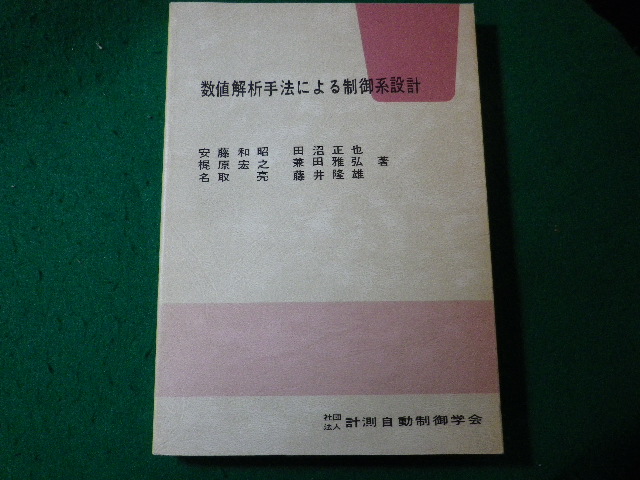 数値解析手法による制御系設計
安藤和昭 田沼正也
梶原宏之 兼田雅弘 著
名取亮 藤井隆雄
社団法人 計測自動制御学会